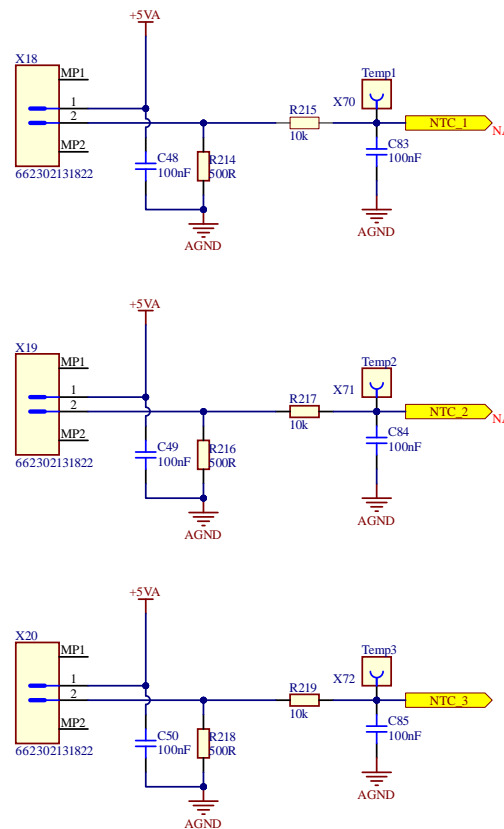 +5VA
X18
MP1
Temp1
X70
1
R215
2
NTC_1
NA
10k
MP2
C48
100nF
R214
500R
C83
100nF
662302131822
AGND
AGND
+5VA
X19
MP1
Temp2
X71
1
R217
2
NTC_2
NA
10k
MP2
C49
100nF
R216
500R
C84
100nF
662302131822
AGND
AGND
+5VA
X20
MP1
Temp3
X72
1
R219
2
NTC_3
10k
MP2
C50
100nF
R218
500R
C85
100nF
662302131822
AGND
AGND